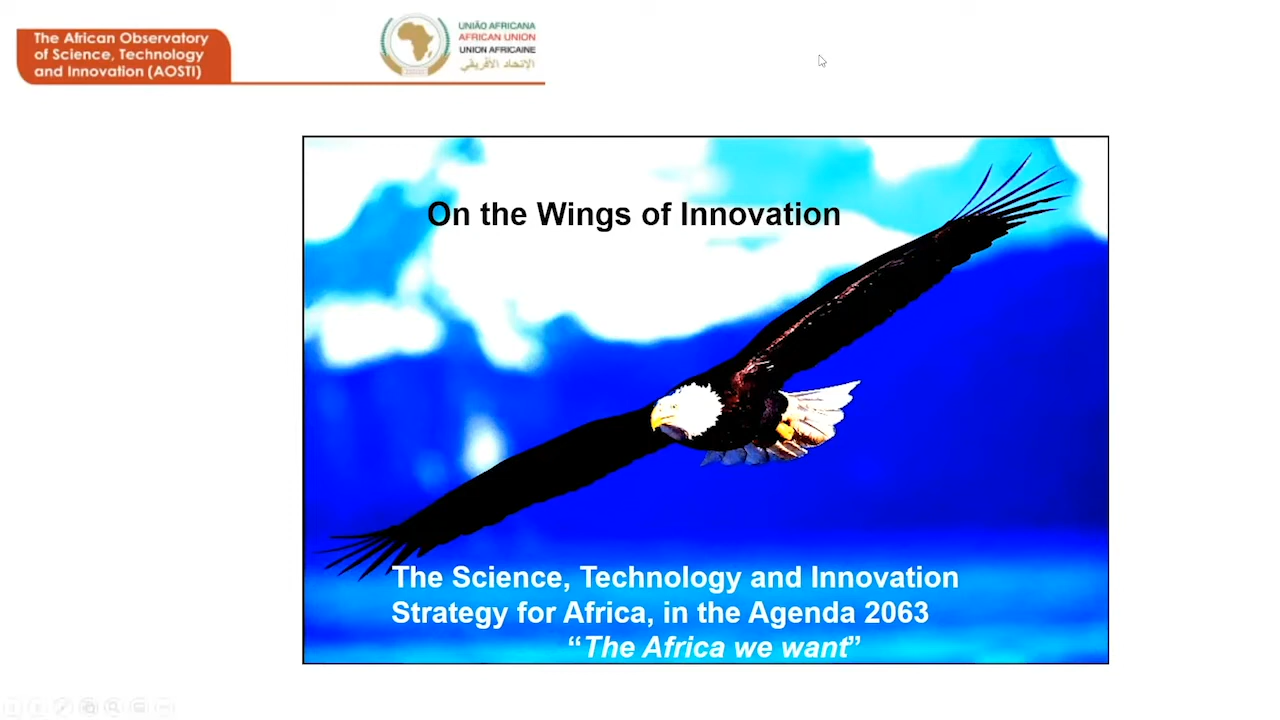 The African Observatory
of Science, Technology
and Innovation (AOSTI)
UNIÃO AFRICANA
AFRICAN UNION
UNION AFRICAINE
الاتحاد الأفريقي
On the Wings of Innovation
The Science, Technology and Innovation
Strategy for Africa, in the Agenda 2063
“The Africa we want”